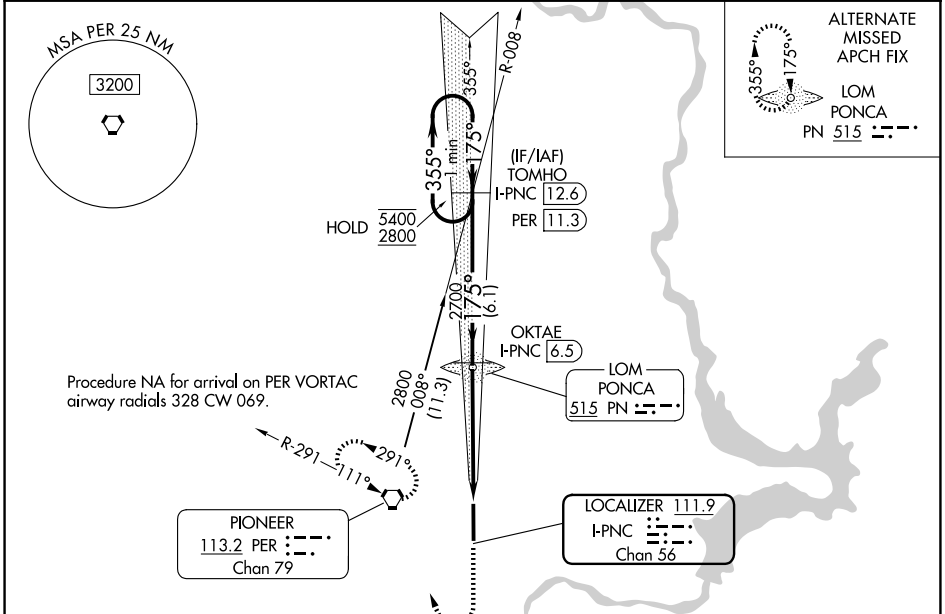 MSA PER 25 NM
3200
R-008
355°
355°
1 min
175°
HOLD 5400
2800
(IF/IAF)
TOMHO
I-PNC 12.6
PER 11.3
2700
175°
(6.1)
OKTAE
I-PNC 6.5
LOM
PONCA
515 PN
2800
008°
(11.3)
Procedure NA for arrival on PER VORTAC
airway radials 328 CW 069.
R-291
111°
291°
PIONEER
113.2 PER
Chan 79
LOCALIZER 111.9
I-PNC
Chan 56
ALTERNATE
MISSED
APCH FIX
355°
175°
LOM
PONCA
PN 515